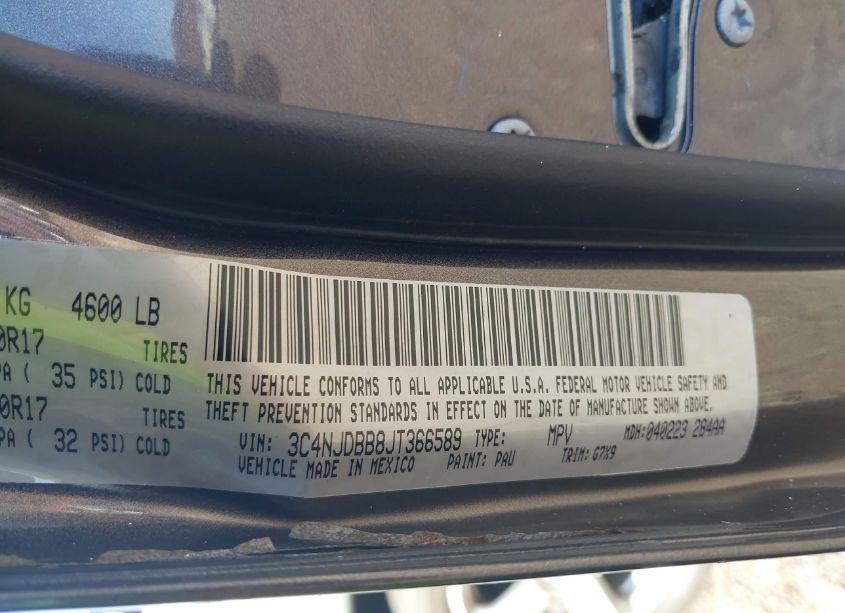 KG 4600 LB
0R17 TIRES
PA ( 35 PSI) COLD
0R17 TIRES
PA ( 32 PSI) COLD
THIS VEHICLE CONFORMS TO ALL APPLICABLE U.S.A. FEDERAL MOTOR VEHICLE SAFETY AND
THEFT PREVENTION STANDARDS IN EFFECT ON THE DATE OF MANUFACTURE SHOWN ABOVE.
VIN: 3C4NJDBB8JT366589 TYPE: MPV MDH: 040223 284AA
VEHICLE MADE IN MEXICO PAINT: PAU TRIM: G7X9